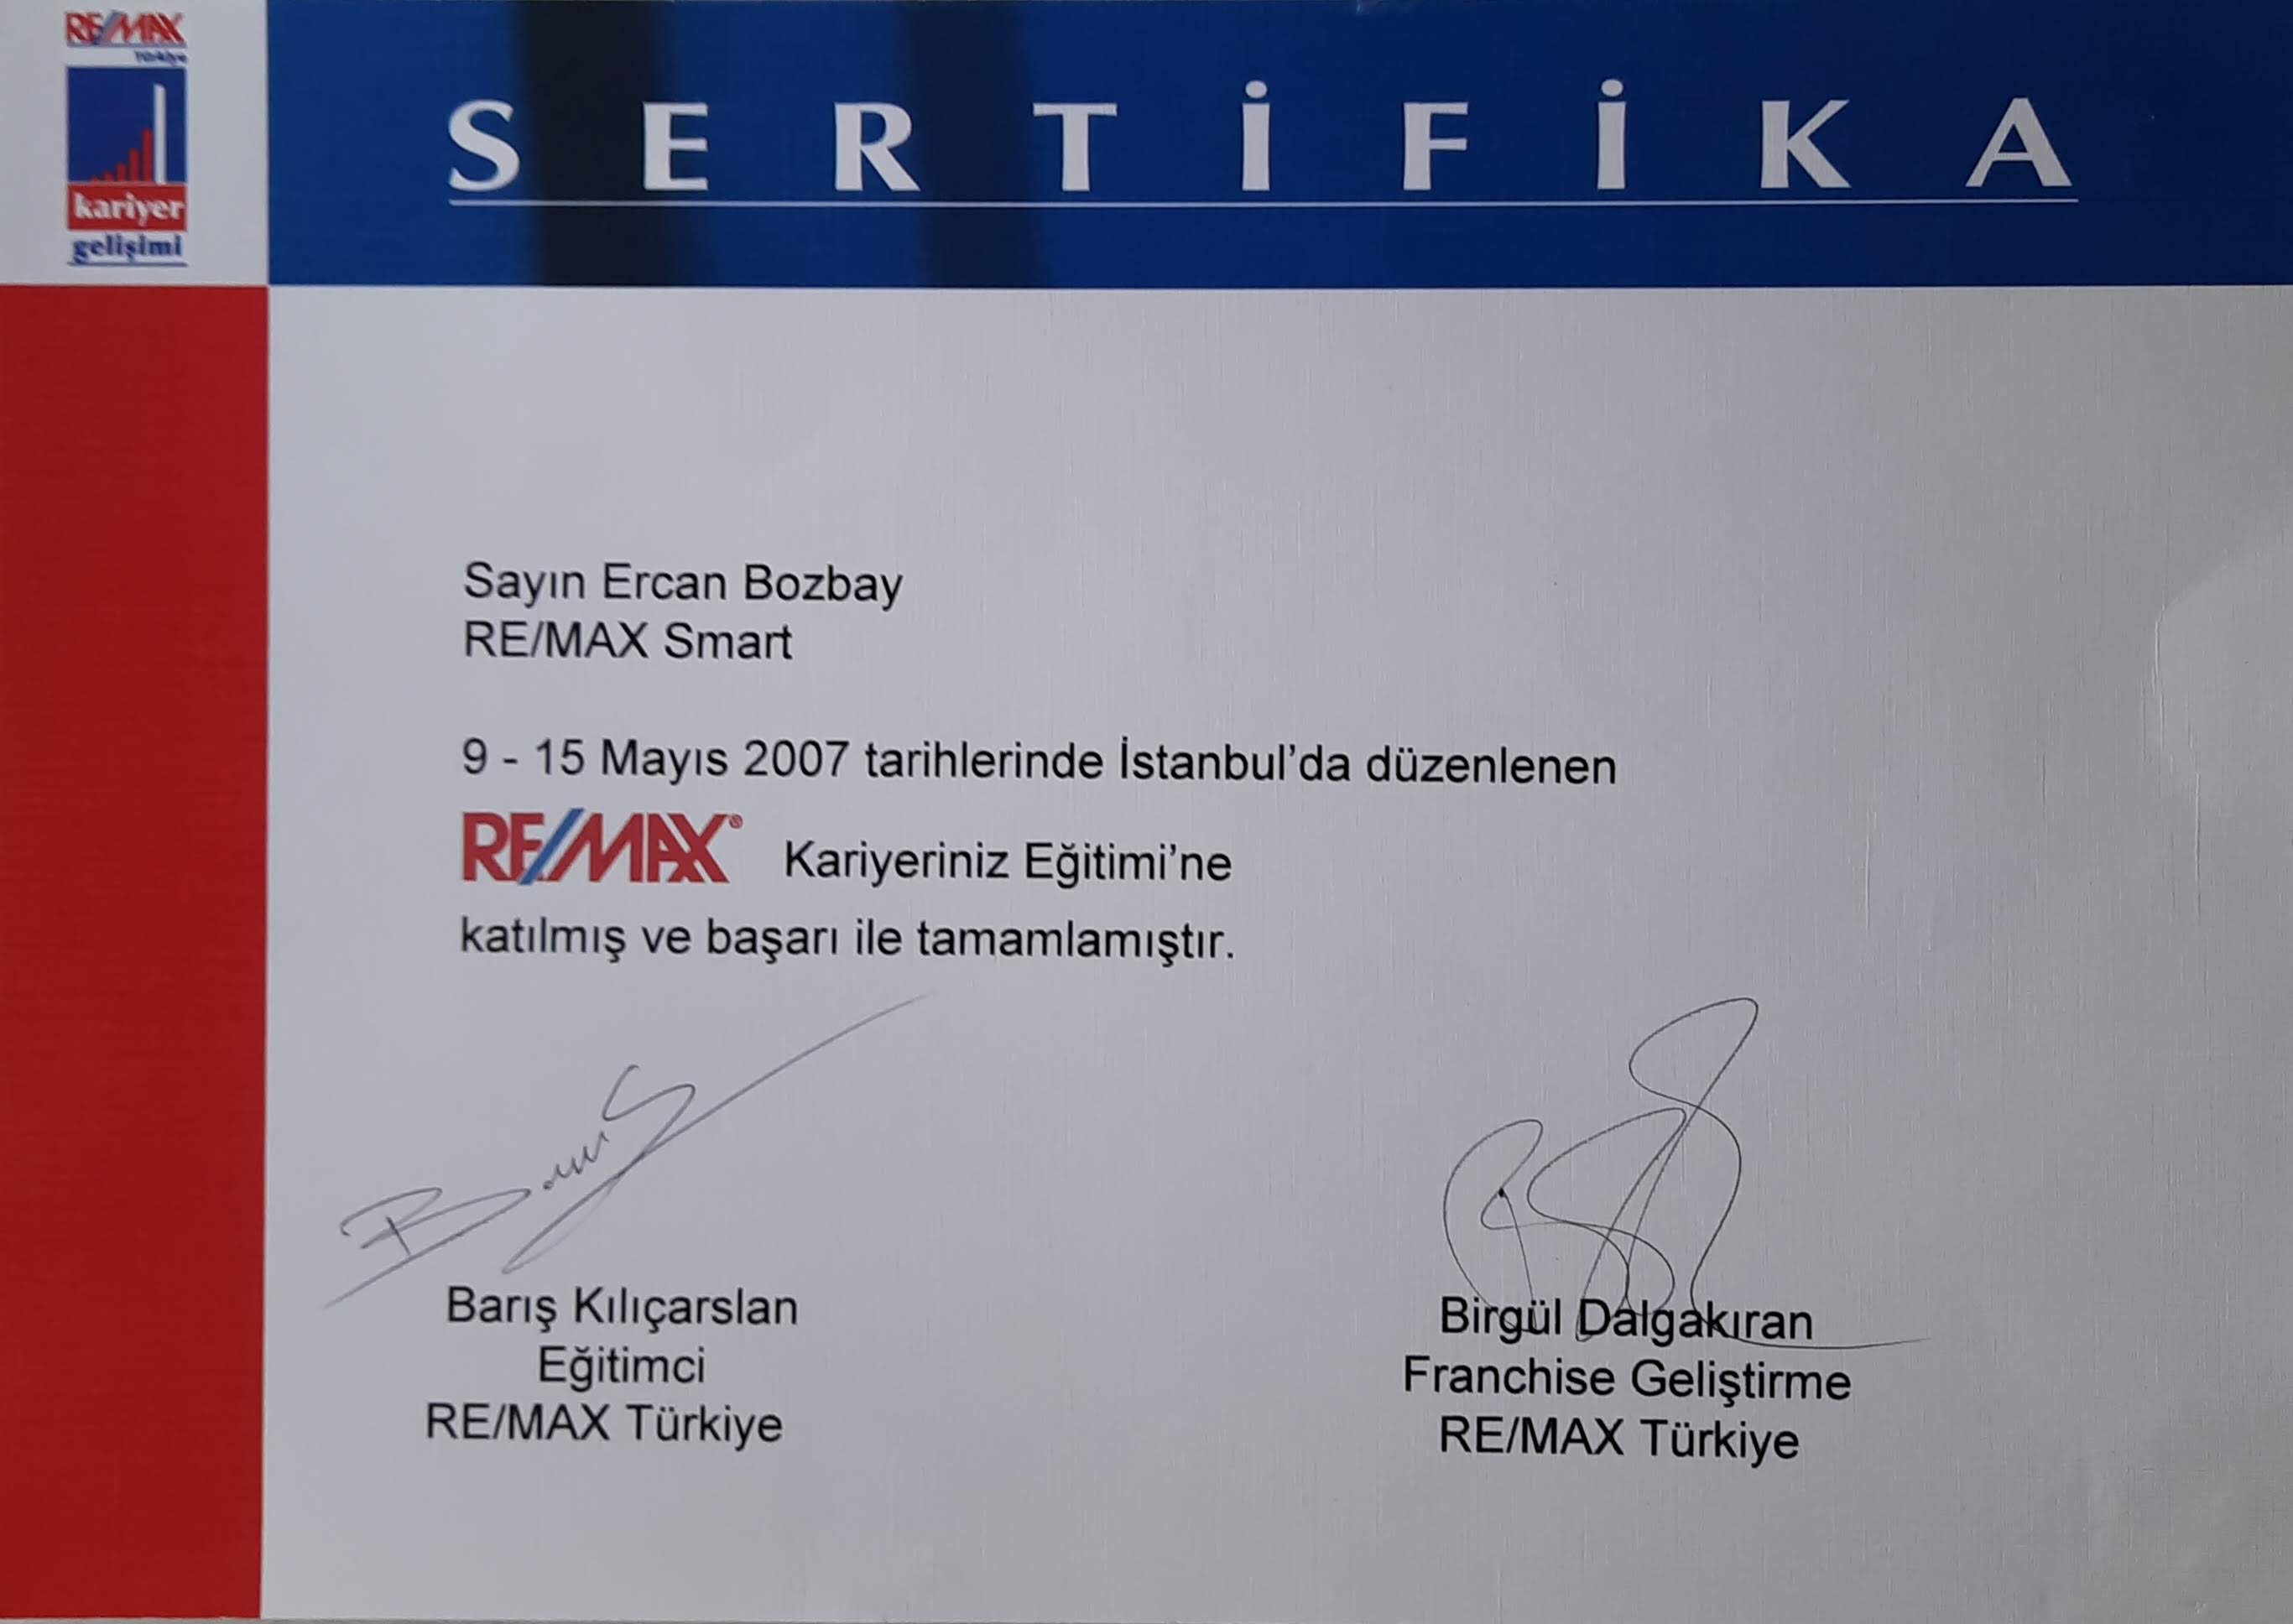 RE/MAX
Türkiye
kariyer
gelişimi
SERTİFİKA
Sayın Ercan Bozbay
RE/MAX Smart
9 - 15 Mayıs 2007 tarihlerinde İstanbul'da düzenlenen
RE/MAX® Kariyeriniz Eğitimi'ne
katılmış ve başarı ile tamamlamıştır.
Barış Kılıçarslan
Eğitimci
RE/MAX Türkiye
Birgül Dalgakıran
Franchise Geliştirme
RE/MAX Türkiye